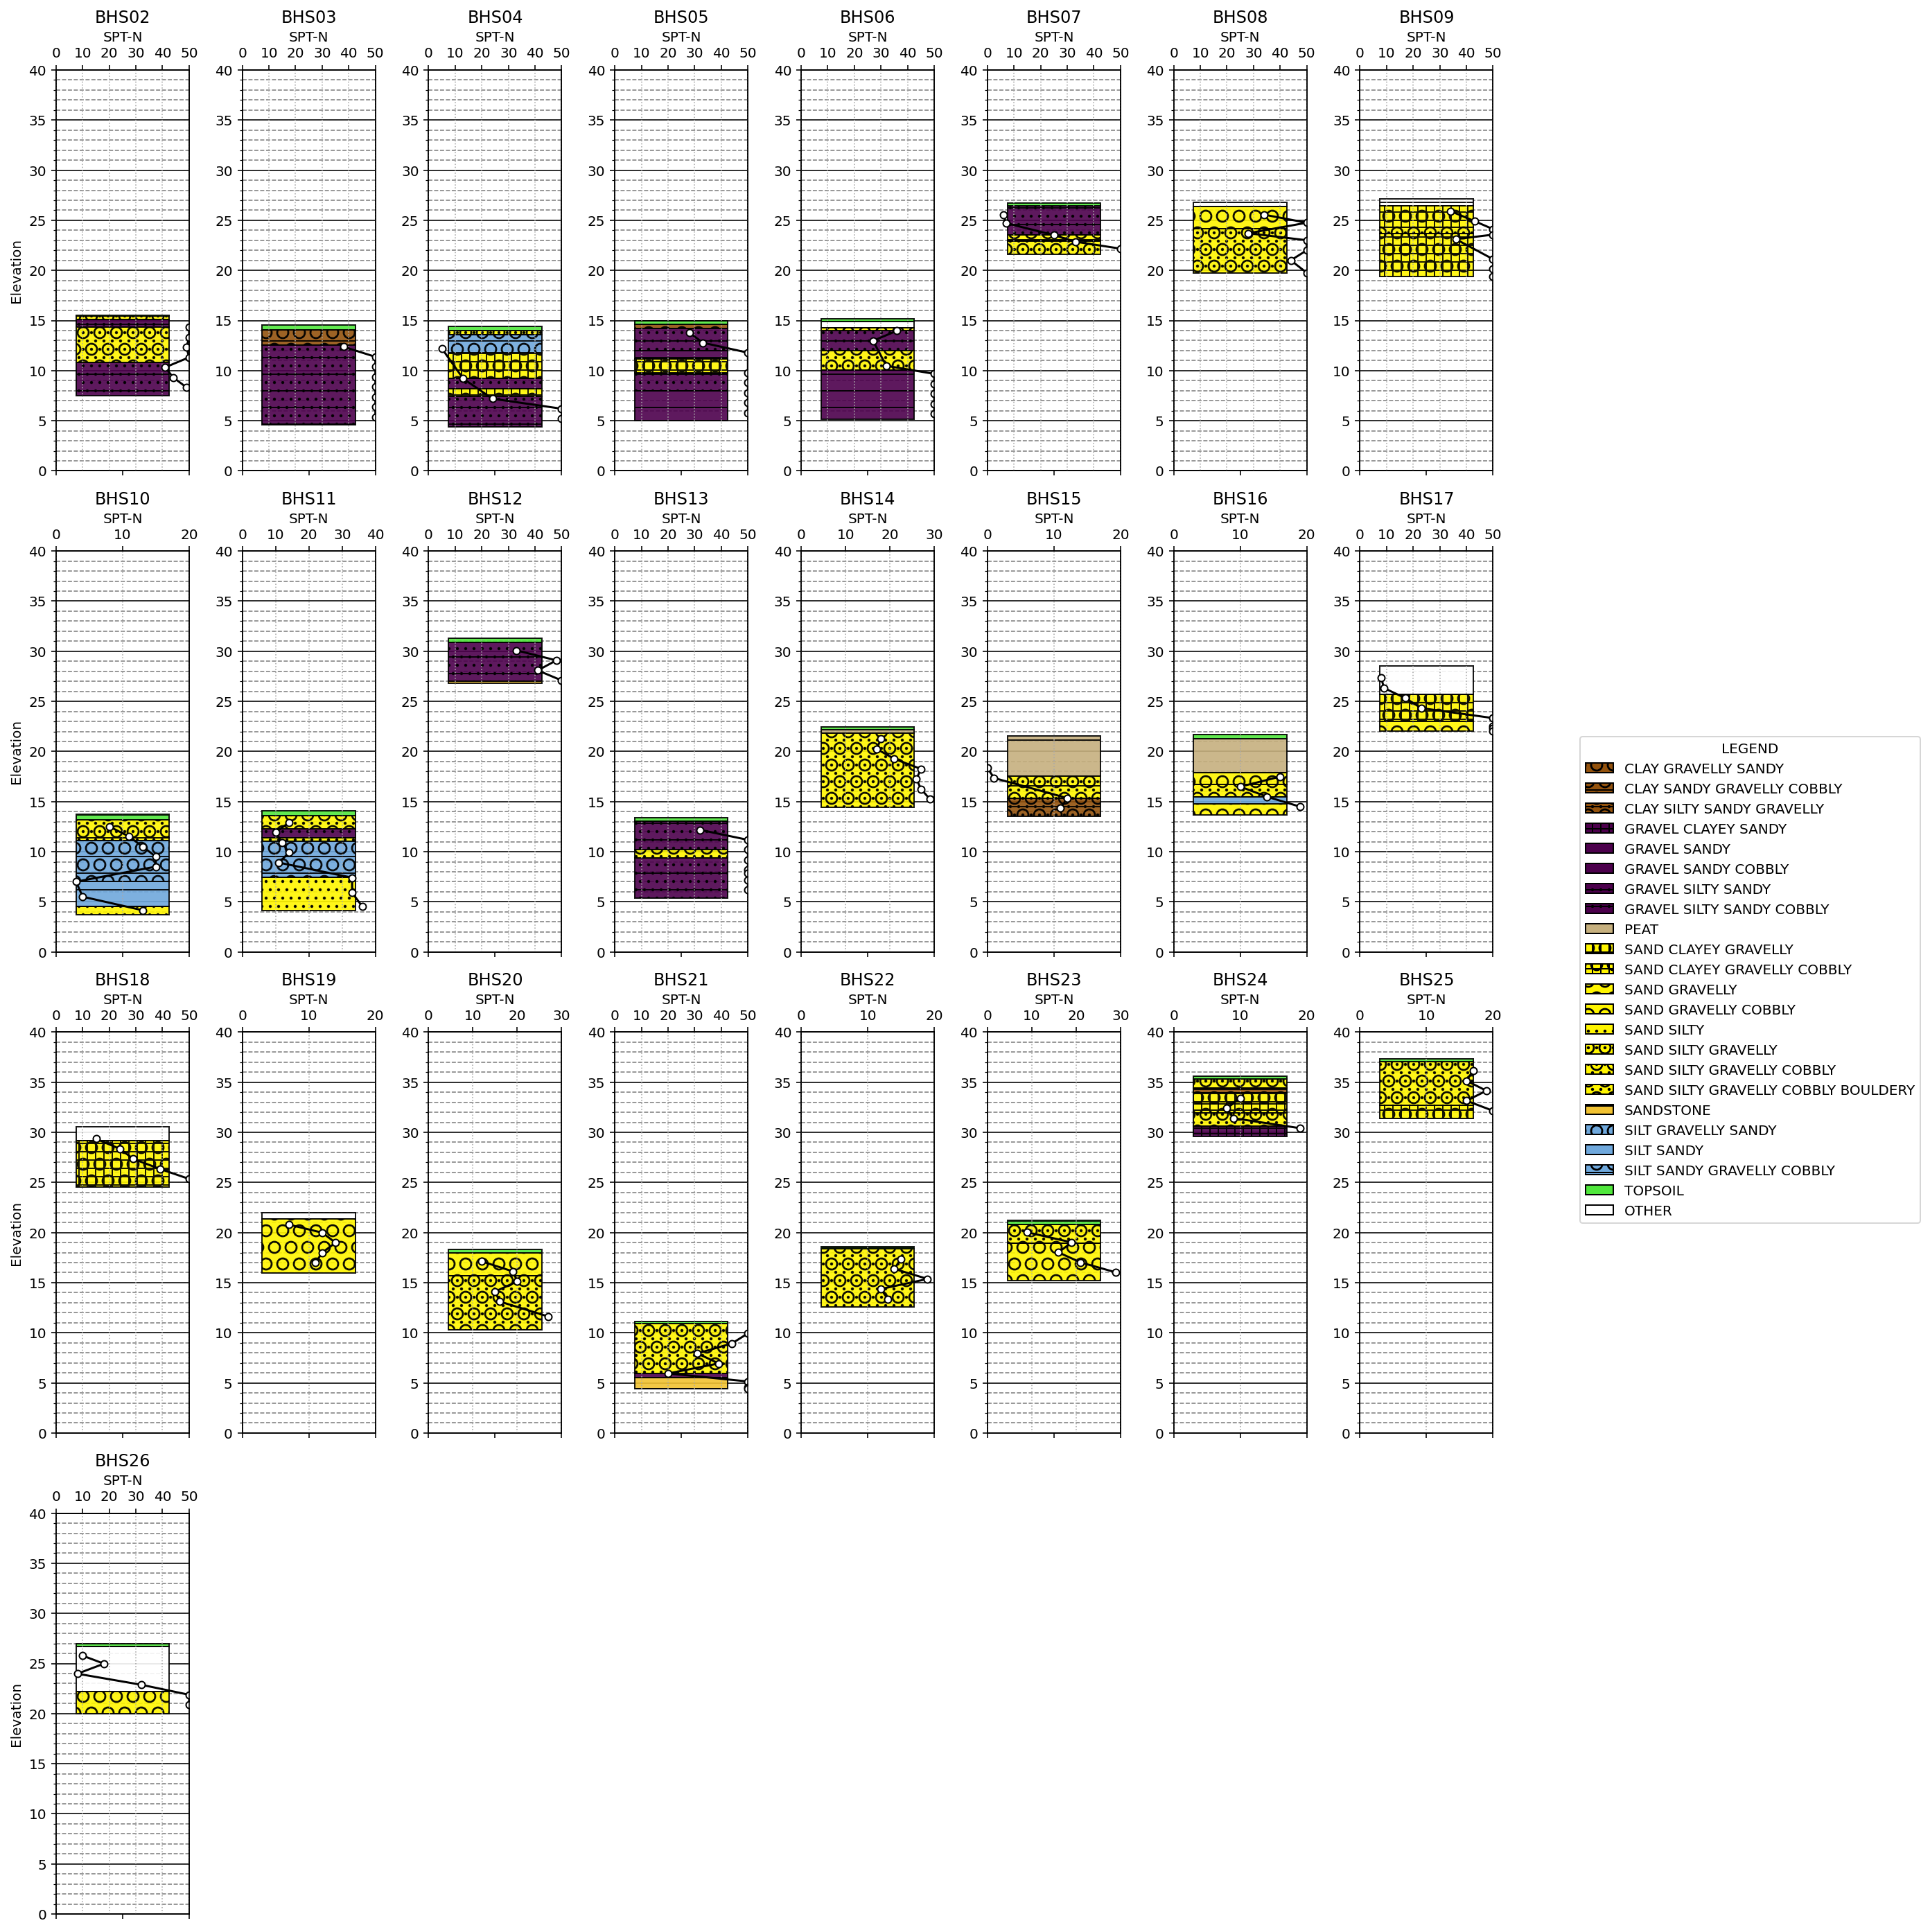 BHS02 BHS03 BHS04 BHS05 BHS06 BHS07 BHS08 BHS09
SPT-N SPT-N SPT-N SPT-N SPT-N SPT-N SPT-N SPT-N
0 10 20 30 40 50 0 10 20 30 40 50 0 10 20 30 40 50 0 10 20 30 40 50 0 10 20 30 40 50 0 10 20 30 40 50 0 10 20 30 40 50 0 10 20 30 40 50
40 40 40 40 40 40 40 40
35 35 35 35 35 35 35 35
30 30 30 30 30 30 30 30
25 25 25 25 25 25 25 25
Elevation
20 20 20 20 20 20 20 20
15 15 15 15 15 15 15 15
10 10 10 10 10 10 10 10
5 5 5 5 5 5 5 5
0 0 0 0 0 0 0 0
BHS10 BHS11 BHS12 BHS13 BHS14 BHS15 BHS16 BHS17
SPT-N SPT-N SPT-N SPT-N SPT-N SPT-N SPT-N SPT-N
0 10 20 0 10 20 30 40 0 10 20 30 40 50 0 10 20 30 40 50 0 10 20 30 0 10 20 0 10 20 0 10 20 30 40 50
40 40 40 40 40 40 40 40
35 35 35 35 35 35 35 35
30 30 30 30 30 30 30 30
25 25 25 25 25 25 25 25
Elevation
20 20 20 20 20 20 20 20
15 15 15 15 15 15 15 15
10 10 10 10 10 10 10 10
5 5 5 5 5 5 5 5
0 0 0 0 0 0 0 0
BHS18 BHS19 BHS20 BHS21 BHS22 BHS23 BHS24 BHS25
SPT-N SPT-N SPT-N SPT-N SPT-N SPT-N SPT-N SPT-N
0 10 20 30 40 50 0 10 20 0 10 20 30 0 10 20 30 40 50 0 10 20 0 10 20 30 0 10 20 0 10 20
40 40 40 40 40 40 40 40
35 35 35 35 35 35 35 35
30 30 30 30 30 30 30 30
25 25 25 25 25 25 25 25
Elevation
20 20 20 20 20 20 20 20
15 15 15 15 15 15 15 15
10 10 10 10 10 10 10 10
5 5 5 5 5 5 5 5
0 0 0 0 0 0 0 0
BHS26
SPT-N
0 10 20 30 40 50
40
35
30
25
Elevation
20
15
10
5
0
LEGEND
CLAY GRAVELLY SANDY
CLAY SANDY GRAVELLY COBBLY
CLAY SILTY SANDY GRAVELLY
GRAVEL CLAYEY SANDY
GRAVEL SANDY
GRAVEL SANDY COBBLY
GRAVEL SILTY SANDY
GRAVEL SILTY SANDY COBBLY
PEAT
SAND CLAYEY GRAVELLY
SAND CLAYEY GRAVELLY COBBLY
SAND GRAVELLY
SAND GRAVELLY COBBLY
SAND SILTY
SAND SILTY GRAVELLY
SAND SILTY GRAVELLY COBBLY
SAND SILTY GRAVELLY COBBLY BOULDERY
SANDSTONE
SILT GRAVELLY SANDY
SILT SANDY
SILT SANDY GRAVELLY COBBLY
TOPSOIL
OTHER